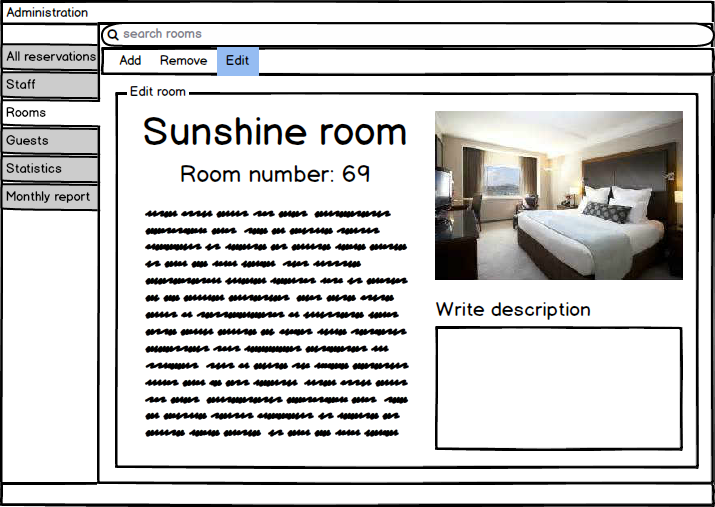 Administration
search rooms
All reservations
Staff
Rooms
Guests
Statistics
Monthly report
Add Remove Edit
Edit room
Sunshine room
Room number: 69
Write description